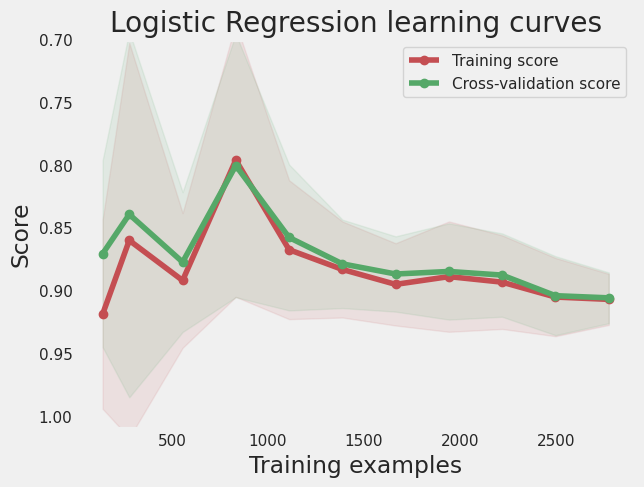 Logistic Regression learning curves
0.70
0.75
0.80
0.85
0.90
0.95
1.00
Score
Training score
Cross-validation score
500
1000
1500
2000
2500
Training examples